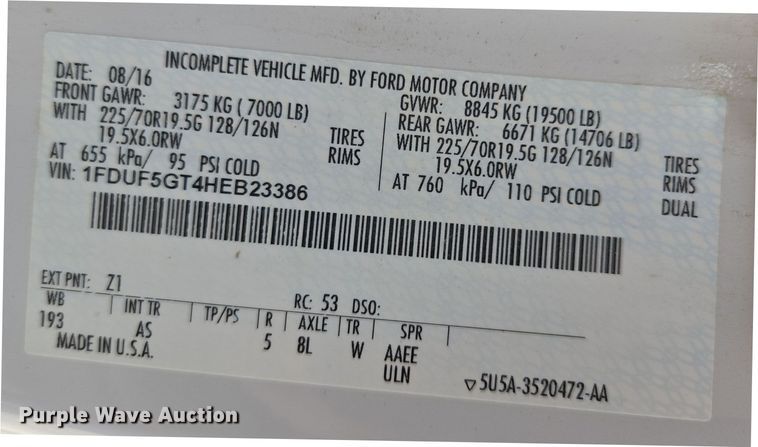 INCOMPLETE VEHICLE MFD. BY FORD MOTOR COMPANY
DATE: 08/16
FRONT GAWR: 3175 KG ( 7000 LB)
WITH 225/70R19.5G 128/126N TIRES
19.5X6.0RW RIMS
AT 655 kPa/ 95 PSI COLD
GVWR: 8845 KG (19500 LB)
REAR GAWR: 6671 KG (14706 LB)
WITH 225/70R19.5G 128/126N TIRES
19.5X6.0RW RIMS
AT 760 kPa/ 110 PSI COLD DUAL
VIN: 1FDUF5GT4HEB23386
EXT PNT: Z1 RC: 53 DSO:
WB INT TR TP/PS R AXLE TR SPR
193 AS 5 8L W AAEE
MADE IN U.S.A. ULN
▽5U5A-3520472-AA
Purple Wave Auction